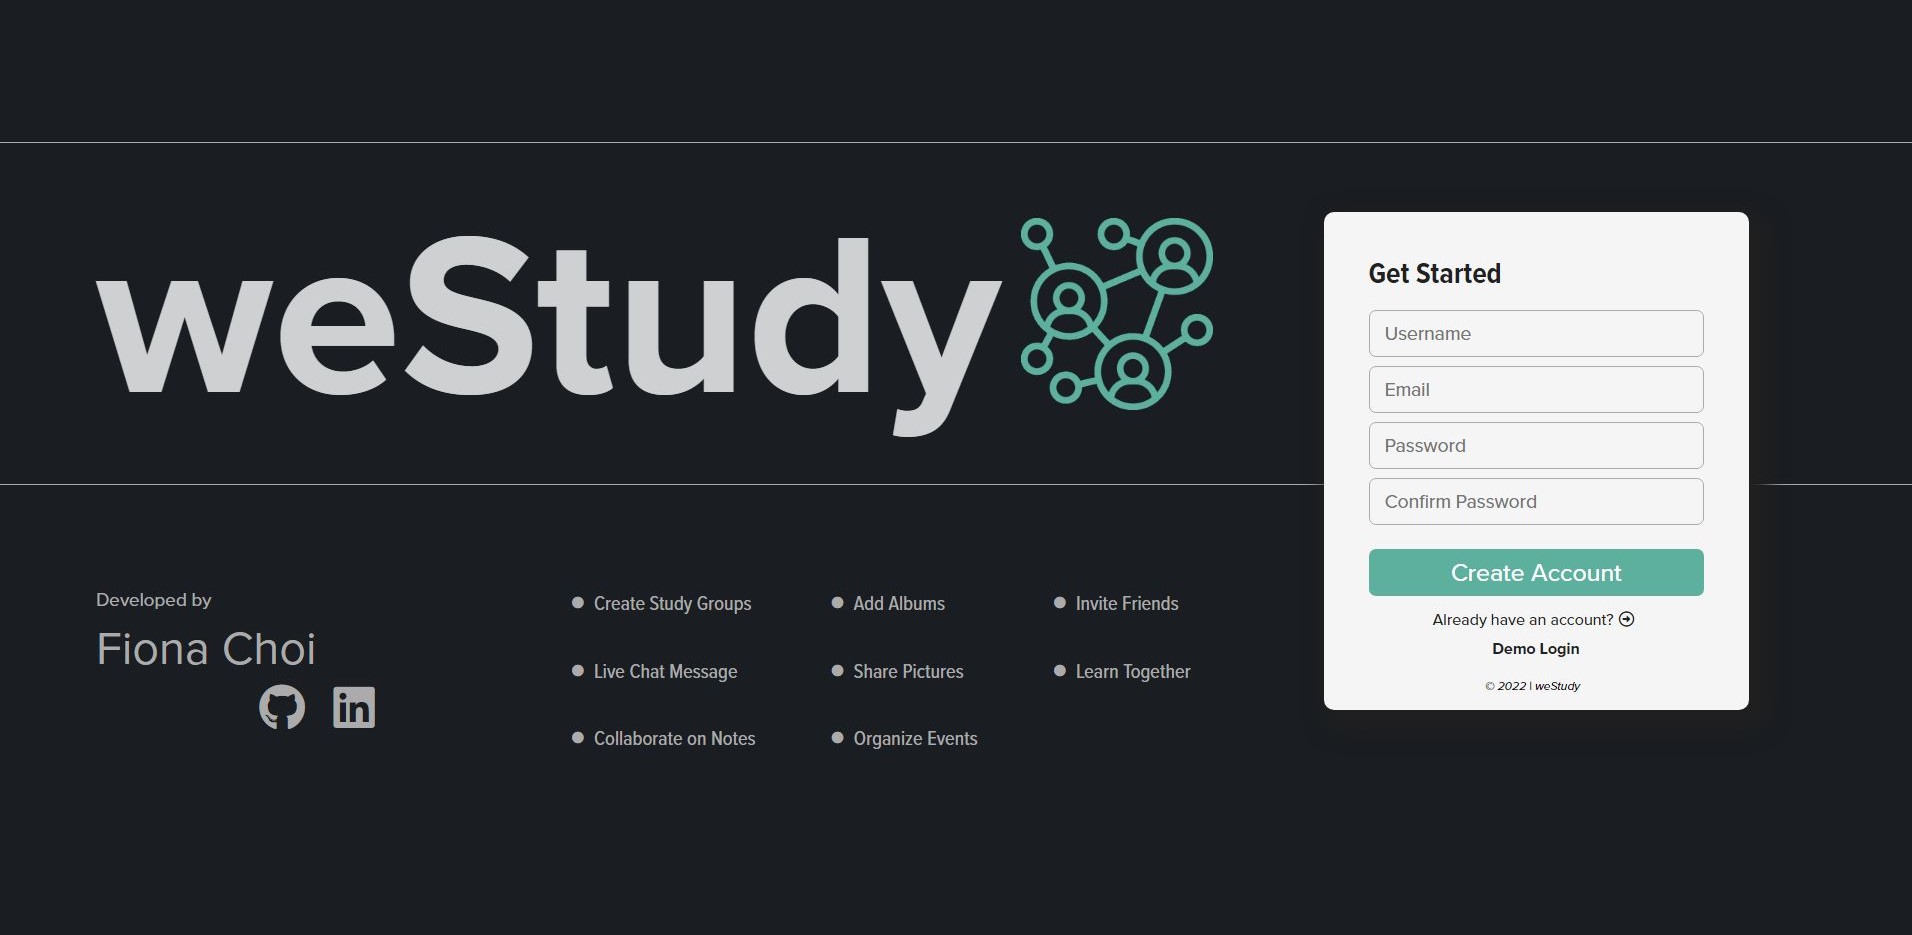 weStudy
Developed by
Fiona Choi
Create Study Groups
Live Chat Message
Collaborate on Notes
Add Albums
Share Pictures
Organize Events
Invite Friends
Learn Together
Get Started
Username
Email
Password
Confirm Password
Create Account
Already have an account?
Demo Login
© 2022 | weStudy